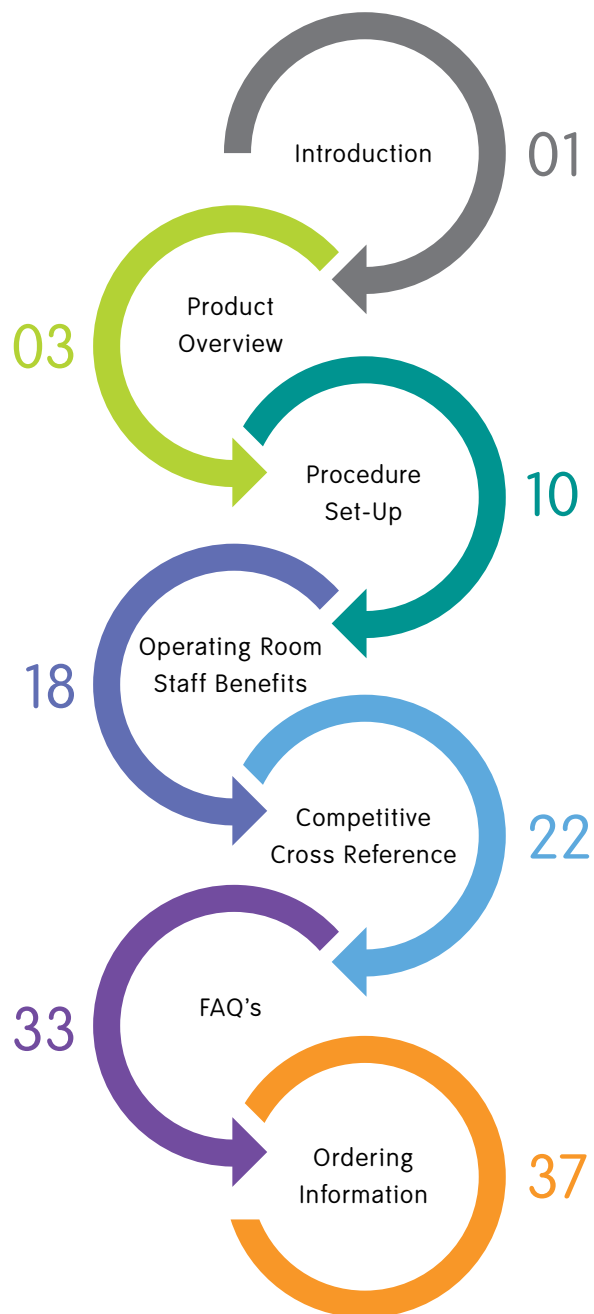 Introduction
01
Product
Overview
03
Procedure
Set-Up
10
Operating Room
Staff Benefits
18
Competitive
Cross Reference
22
FAQ's
33
Ordering
Information
37